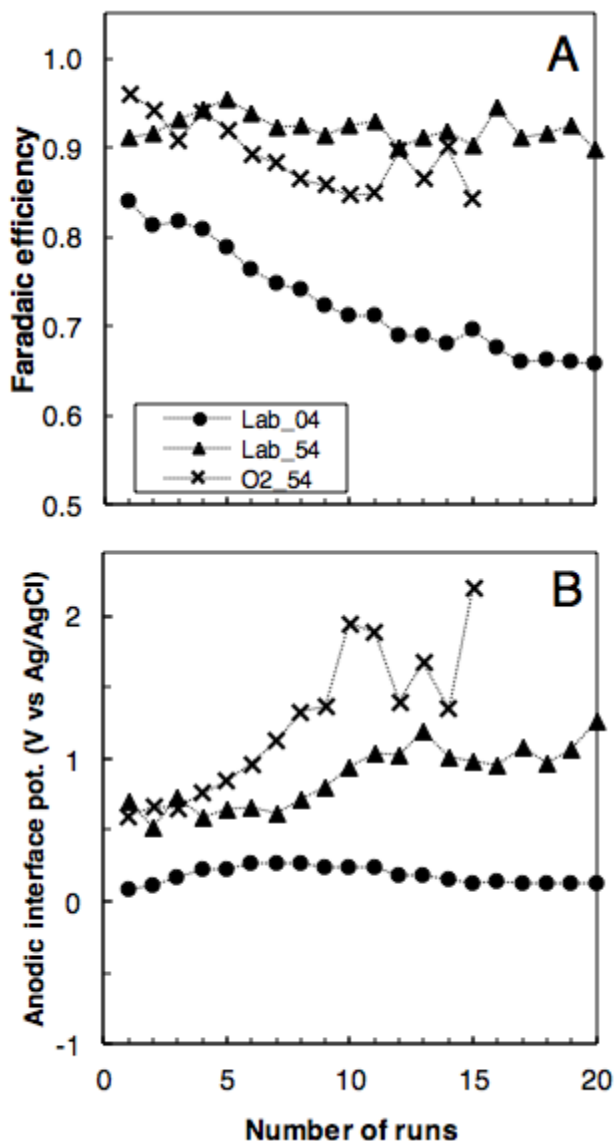 A
1.0
0.9
0.8
0.7
0.6
0.5
Faradaic efficiency
Lab_04
Lab_54
O2_54
B
2
1
0
-1
Anodic interface pot. (V vs Ag/AgCl)
0 5 10 15 20
Number of runs